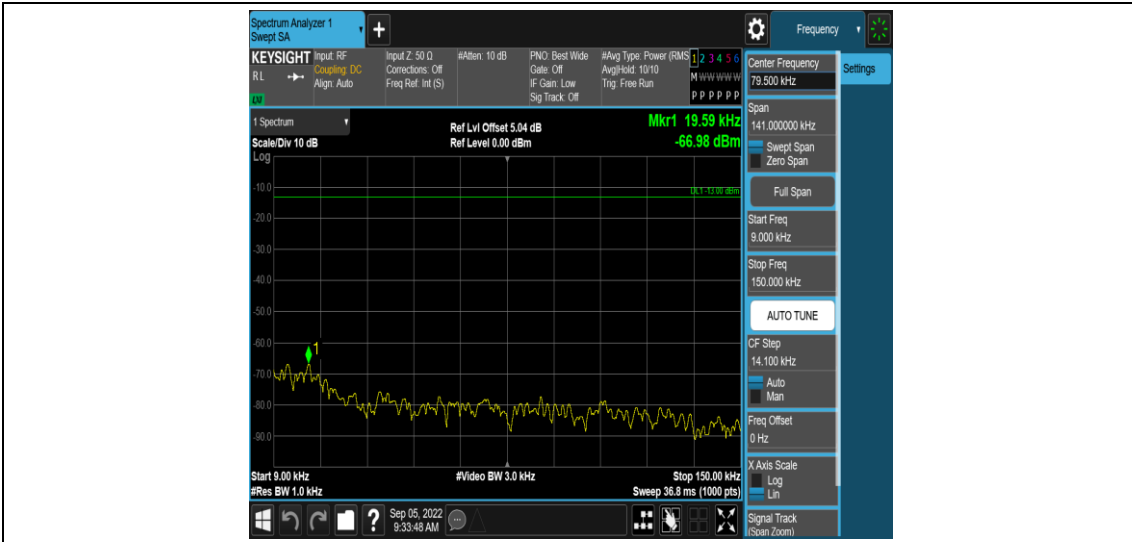 Spectrum Analyzer 1
Swept SA
Frequency
KEYSIGHT
RL
Input: RF
Coupling: DC
Align: Auto
Input Z: 50 Ω
Corrections: Off
Freq Ref: Int (S)
#Atten: 10 dB
PNO: Best Wide
Gate: Off
IF Gain: Low
Sig Track: Off
#Avg Type: Power (RMS
Avg|Hold: 10/10
Trig: Free Run
1 2 3 4 5 6
M W W W W W
P P P P P P
1 Spectrum
Scale/Div 10 dB
Log
Ref Lvl Offset 5.04 dB
Ref Level 0.00 dBm
Mkr1 19.59 kHz
-66.98 dBm
DL1 -13.00 dBm
-10.0
-20.0
-30.0
-40.0
-50.0
-60.0
-70.0
-80.0
-90.0
1
Start 9.00 kHz
#Res BW 1.0 kHz
#Video BW 3.0 kHz
Stop 150.00 kHz
Sweep 36.8 ms (1000 pts)
Sep 05, 2022
9:33:48 AM
?
Center Frequency
79.500 kHz
Settings
Span
141.000000 kHz
Swept Span
Zero Span
Full Span
Start Freq
9.000 kHz
Stop Freq
150.000 kHz
AUTO TUNE
CF Step
14.100 kHz
Auto
Man
Freq Offset
0 Hz
X Axis Scale
Log
Lin
Signal Track
(Span Zoom)